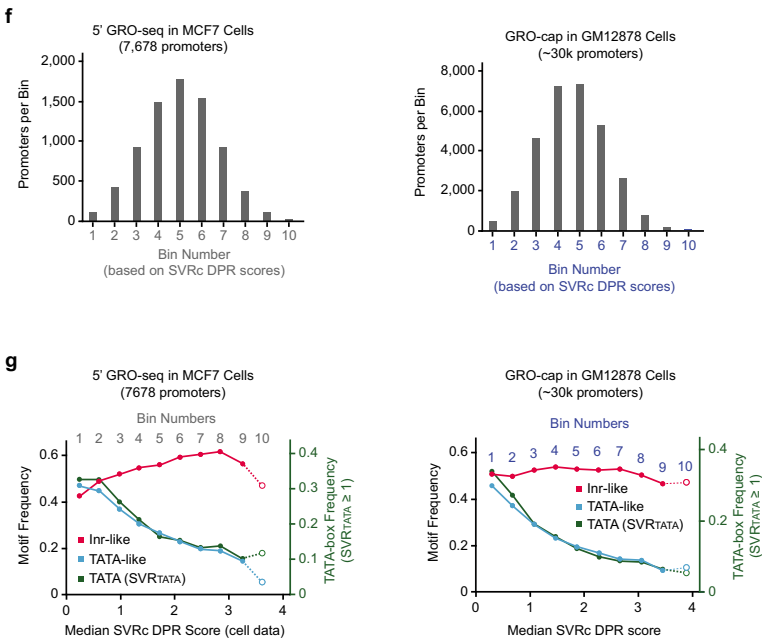 f
5' GRO-seq in MCF7 Cells
(7,678 promoters)
2,000
1,500
1,000
500
0
Promoters per Bin
1 2 3 4 5 6 7 8 9 10
Bin Number
(based on SVRc DPR scores)
GRO-cap in GM12878 Cells
(~30k promoters)
8,000
6,000
4,000
2,000
0
Promoters per Bin
1 2 3 4 5 6 7 8 9 10
Bin Number
(based on SVRc DPR scores)
g
5' GRO-seq in MCF7 Cells
(7678 promoters)
Bin Numbers
1 2 3 4 5 6 7 8 9 10
0.6
0.4
0.2
0
Motif Frequency
Inr-like
TATA-like
TATA (SVRTATA)
0.4
0.3
0.2
0.1
0
TATA-box Frequency
(SVRTATA ≥ 1)
0 1 2 3 4
Median SVRc DPR Score (cell data)
GRO-cap in GM12878 Cells
(~30k promoters)
Bin Numbers
1 2 3 4 5 6 7 8 9 10
0.6
0.4
0.2
0
Motif Frequency
Inr-like
TATA-like
TATA (SVRTATA)
0.4
0.2
0
TATA-box Frequency
(SVRTATA ≥ 1)
0 1 2 3 4
Median SVRc DPR score